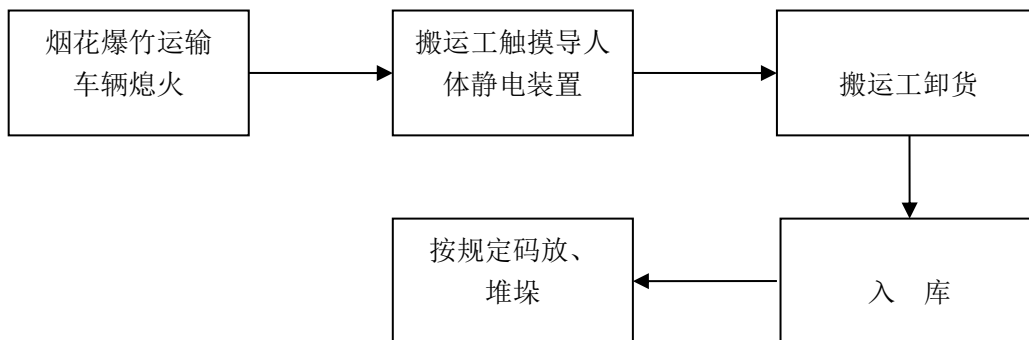 烟花爆竹运输
车辆熄火
搬运工触摸导人
体静电装置
搬运工卸货
入 库
按规定码放、
堆垛